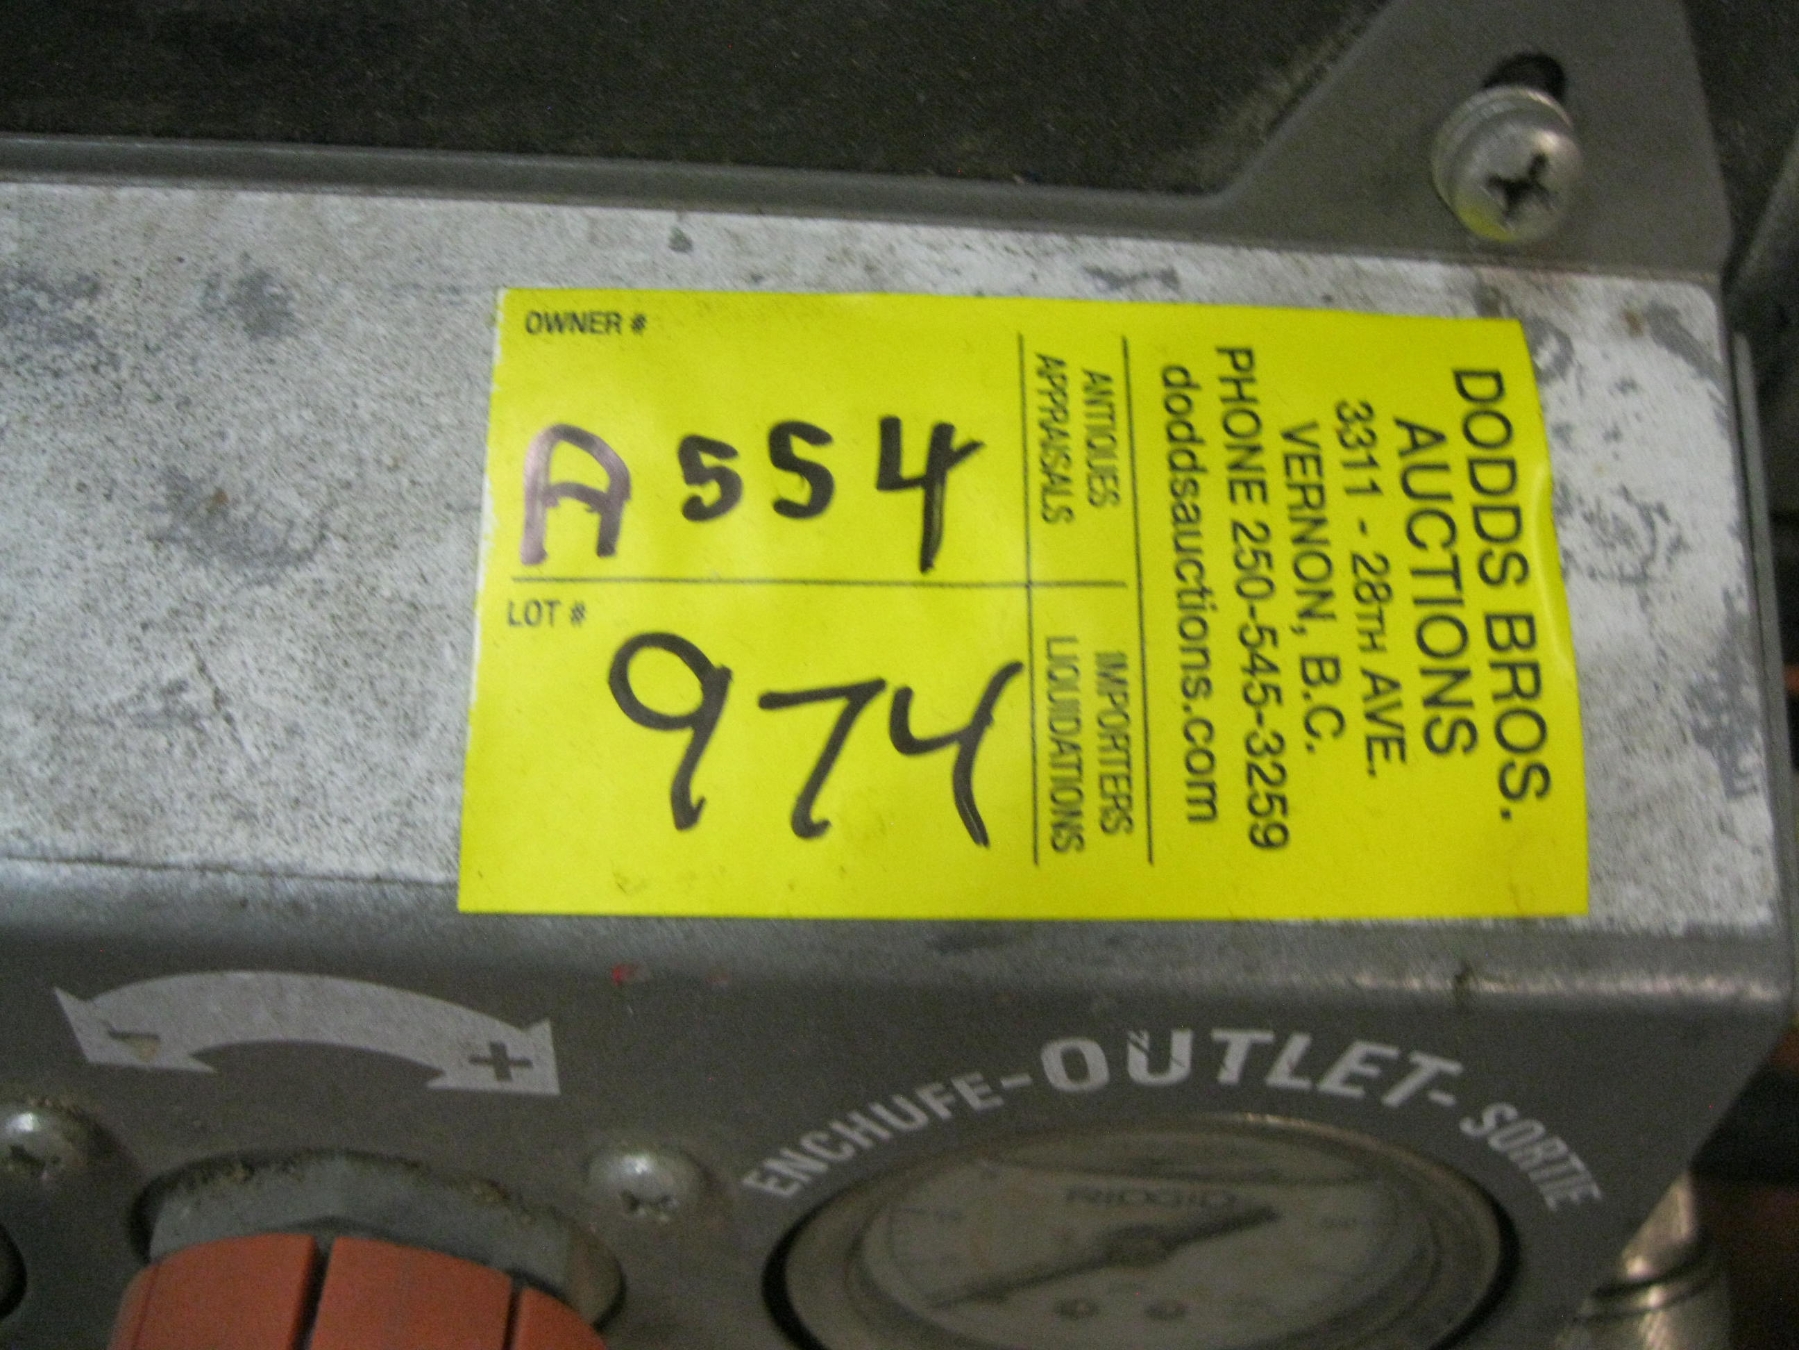 OWNER #
A554
LOT #
974
ANTIQUES
APPRAISALS
IMPORTERS
LIQUIDATIONS
DODDS BROS.
AUCTIONS
3311 - 28TH AVE.
VERNON, B.C.
PHONE 250-545-3259
doddsauctions.com
- +
ENCHUFE-OUTLET-SORTIE
RIDGID